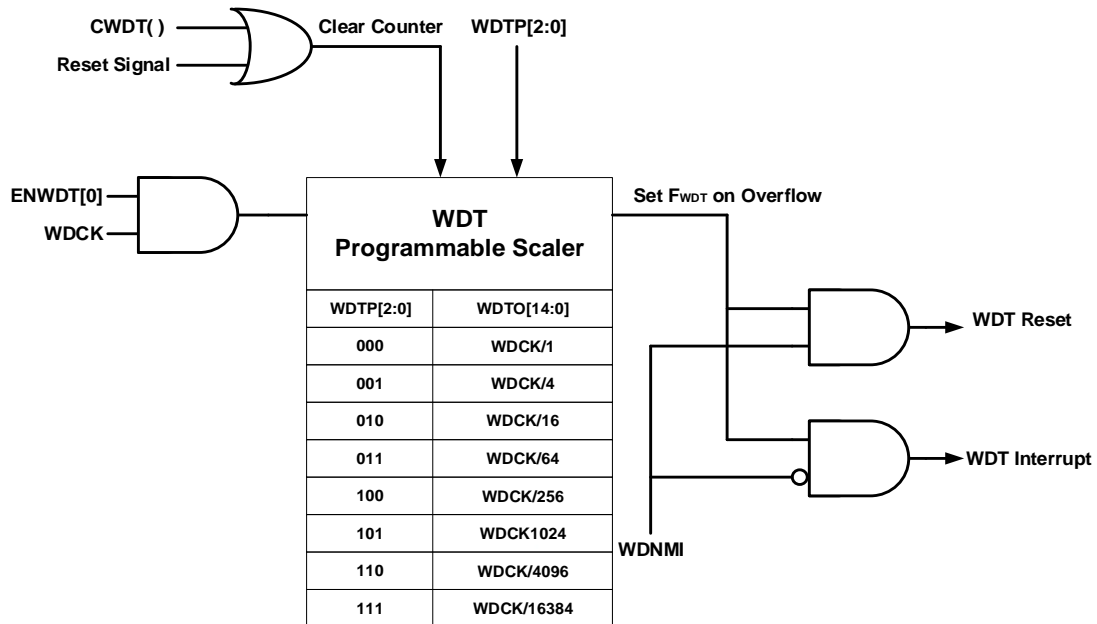 CWDT( )
Reset Signal
Clear Counter
WDTP[2:0]
ENWDT[0]
WDCK
WDT
Programmable Scaler
Set FWDT on Overflow
WDTP[2:0] WDTO[14:0]
000 WDCK/1
001 WDCK/4
010 WDCK/16
011 WDCK/64
100 WDCK/256
101 WDCK1024
110 WDCK/4096
111 WDCK/16384
WDT Reset
WDT Interrupt
WDNMI